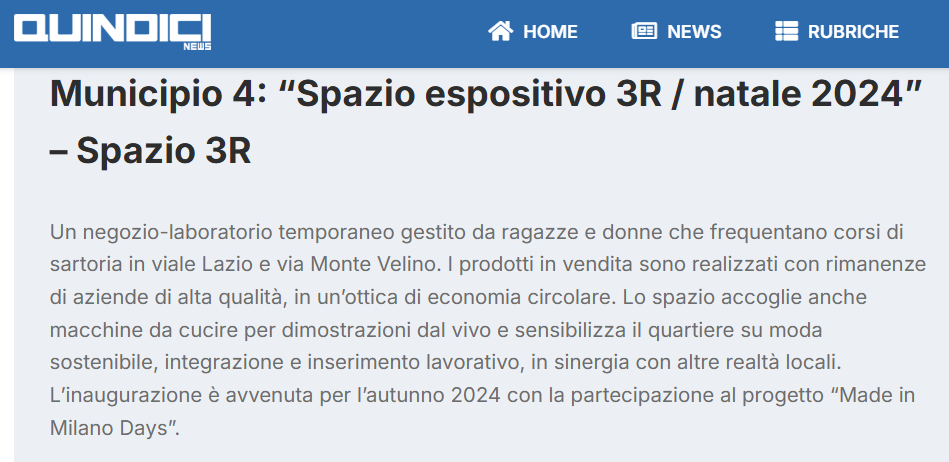 QUINDICI
NEWS
HOME
NEWS
RUBRICHE
Municipio 4: “Spazio espositivo 3R / natale 2024”
– Spazio 3R
Un negozio-laboratorio temporaneo gestito da ragazze e donne che frequentano corsi di
sartoria in viale Lazio e via Monte Velino. I prodotti in vendita sono realizzati con rimanenze
di aziende di alta qualità, in un’ottica di economia circolare. Lo spazio accoglie anche
macchine da cucire per dimostrazioni dal vivo e sensibilizza il quartiere su moda
sostenibile, integrazione e inserimento lavorativo, in sinergia con altre realtà locali.
L’inaugurazione è avvenuta per l’autunno 2024 con la partecipazione al progetto “Made in
Milano Days”.